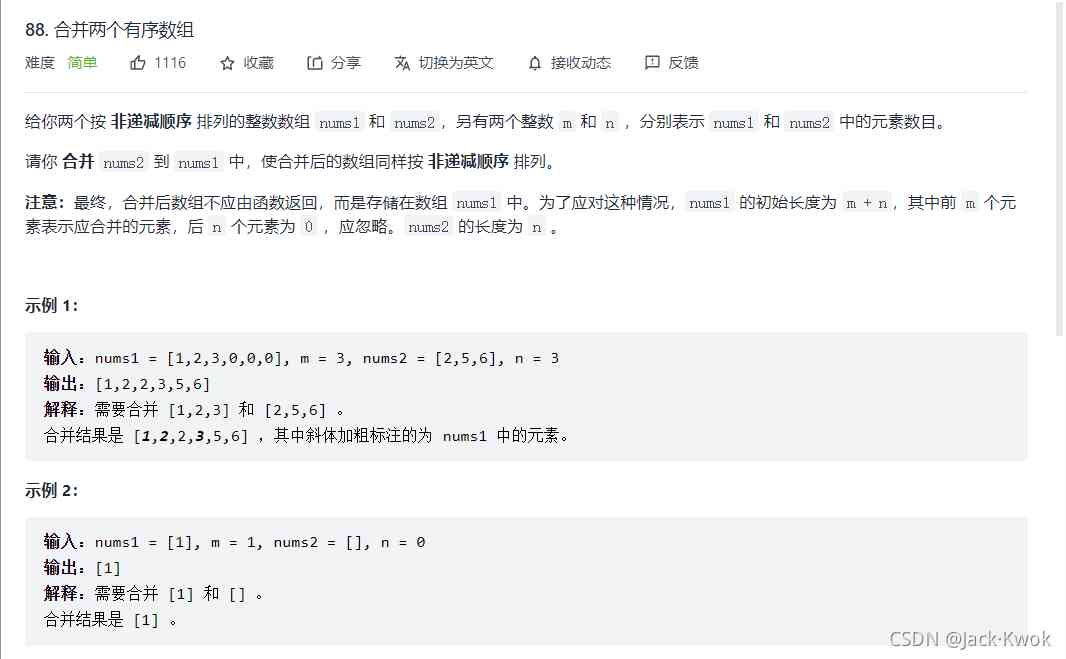 88. 合并两个有序数组
难度 简单 1116 收藏 分享 切换为英文 接收动态 反馈
给你两个按 非递减顺序 排列的整数数组 nums1 和 nums2，另有两个整数 m 和 n ，分别表示 nums1 和 nums2 中的元素数目。
请你 合并 nums2 到 nums1 中，使合并后的数组同样按 非递减顺序 排列。
注意：最终，合并后数组不应由函数返回，而是存储在数组 nums1 中。为了应对这种情况，nums1 的初始长度为 m + n，其中前 m 个元
素表示应合并的元素，后 n 个元素为 0 ，应忽略。nums2 的长度为 n 。
示例 1：
输入：nums1 = [1,2,3,0,0,0], m = 3, nums2 = [2,5,6], n = 3
输出：[1,2,2,3,5,6]
解释：需要合并 [1,2,3] 和 [2,5,6] 。
合并结果是 [1,2,2,3,5,6] ，其中斜体加粗标注的为 nums1 中的元素。
示例 2：
输入：nums1 = [1], m = 1, nums2 = [], n = 0
输出：[1]
解释：需要合并 [1] 和 [] 。
合并结果是 [1] 。
CSDN @Jack·Kwok